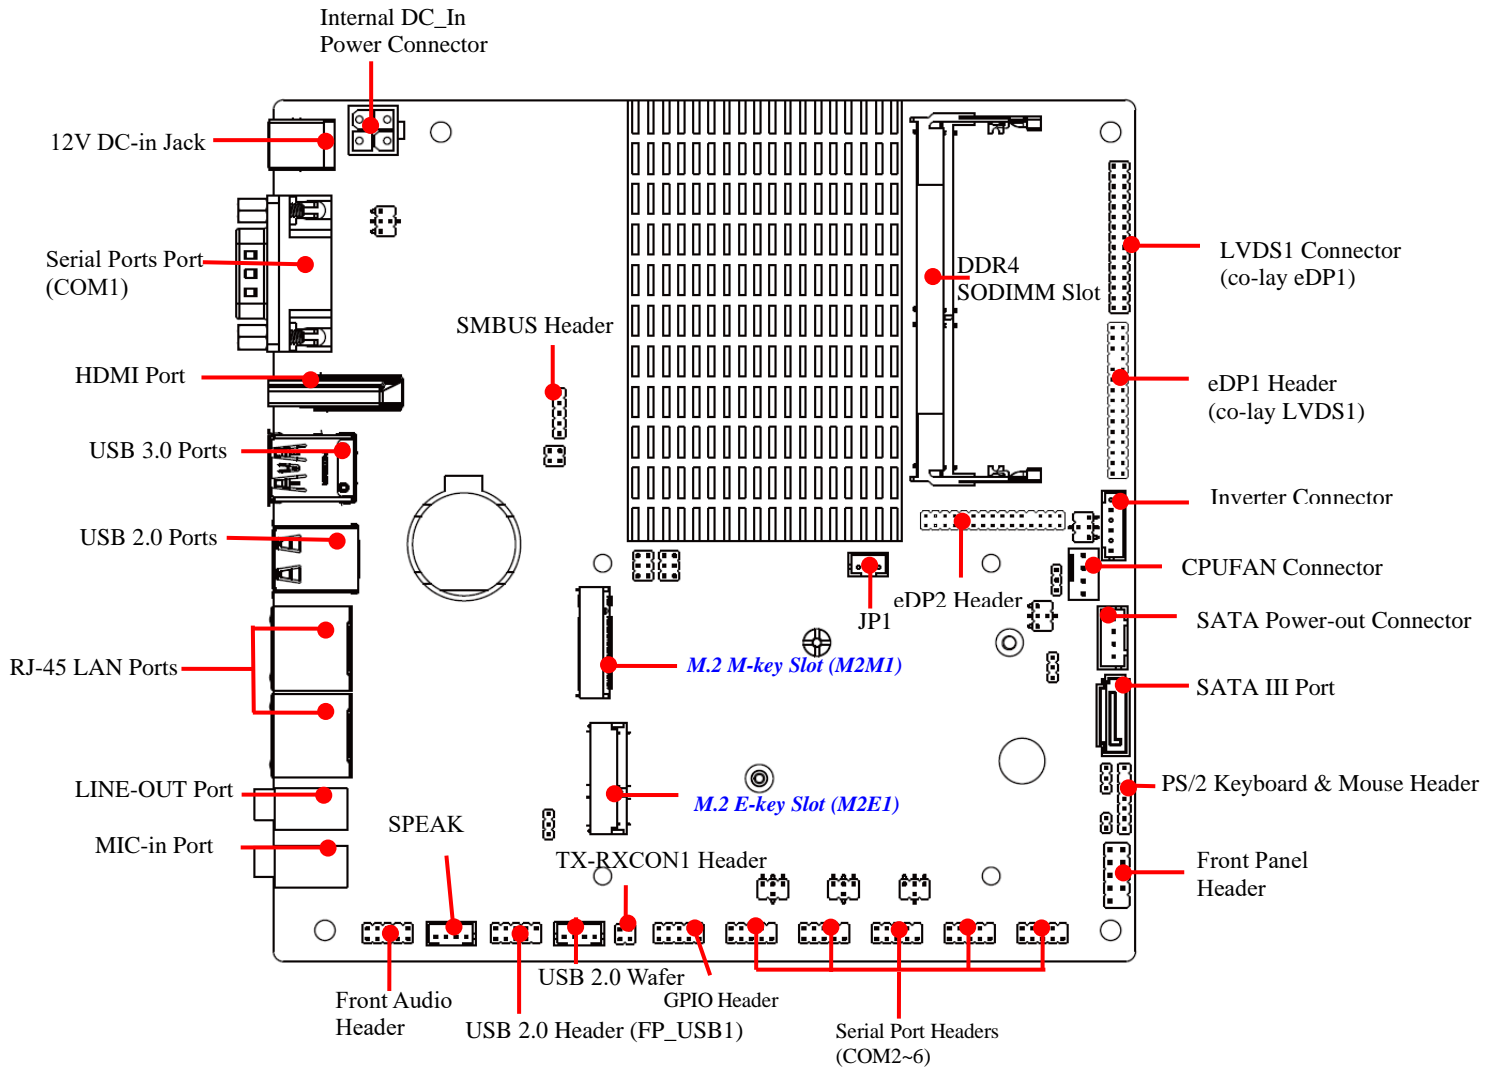 Internal DC_In
Power Connector
12V DC-in Jack
Serial Ports Port
(COM1)
HDMI Port
USB 3.0 Ports
USB 2.0 Ports
RJ-45 LAN Ports
LINE-OUT Port
MIC-in Port
SMBUS Header
DDR4
SODIMM Slot
LVDS1 Connector
(co-lay eDP1)
eDP1 Header
(co-lay LVDS1)
Inverter Connector
CPUFAN Connector
eDP2 Header
JP1
SATA Power-out Connector
M.2 M-key Slot (M2M1)
SATA III Port
PS/2 Keyboard & Mouse Header
M.2 E-key Slot (M2E1)
SPEAK
TX-RXCON1 Header
Front Panel
Header
USB 2.0 Wafer
Front Audio
Header
USB 2.0 Header (FP_USB1)
GPIO Header
Serial Port Headers
(COM2~6)